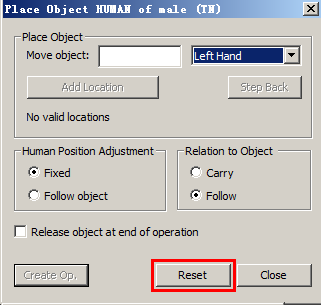 Place Object HUMAN of male (TN)
Place Object
Move object:
Left Hand
Add Location
Step Back
No valid locations
Human Position Adjustment
Fixed
Follow object
Relation to Object
Carry
Follow
Release object at end of operation
Create Op.
Reset
Close